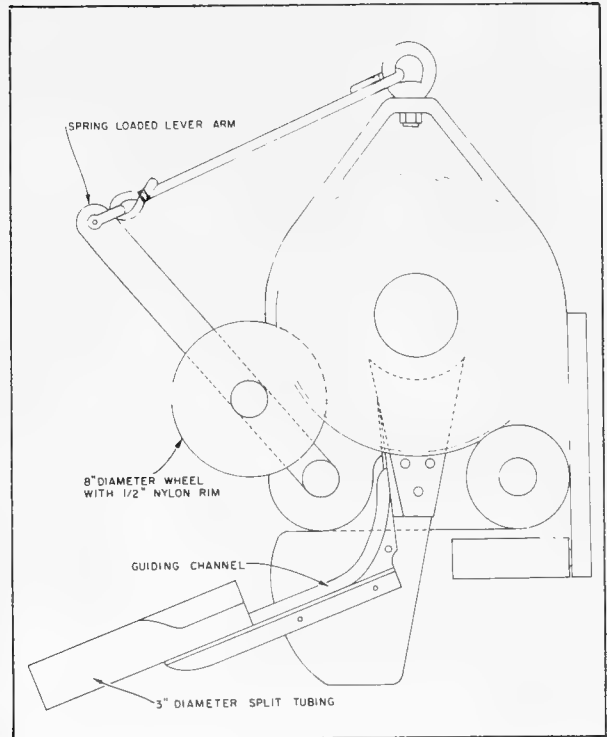 SPRING LOADED LEVER ARM
8" DIAMETER WHEEL
WITH 1/2" NYLON RIM
GUIDING CHANNEL
3" DIAMETER SPLIT TUBING